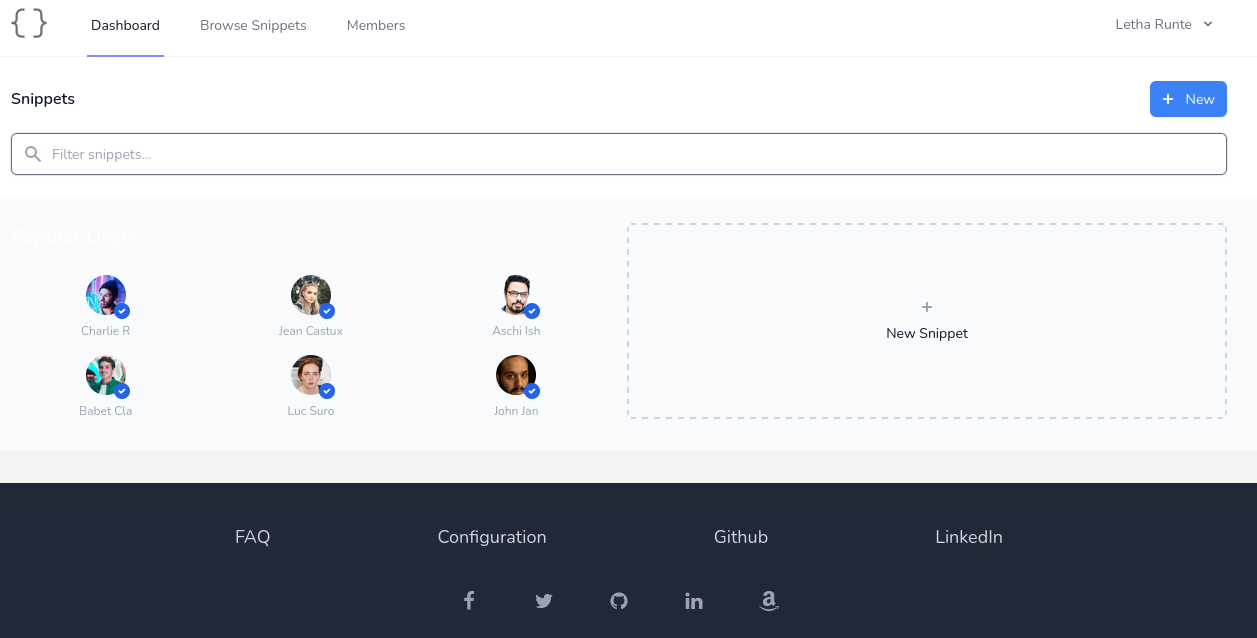 { } Dashboard Browse Snippets Members Letha Runte
Snippets
+ New
Filter snippets...
Popular Users
Charlie R Jean Castux Aschi Ish
Babet Cla Luc Suro John Jan
+
New Snippet
FAQ Configuration Github LinkedIn